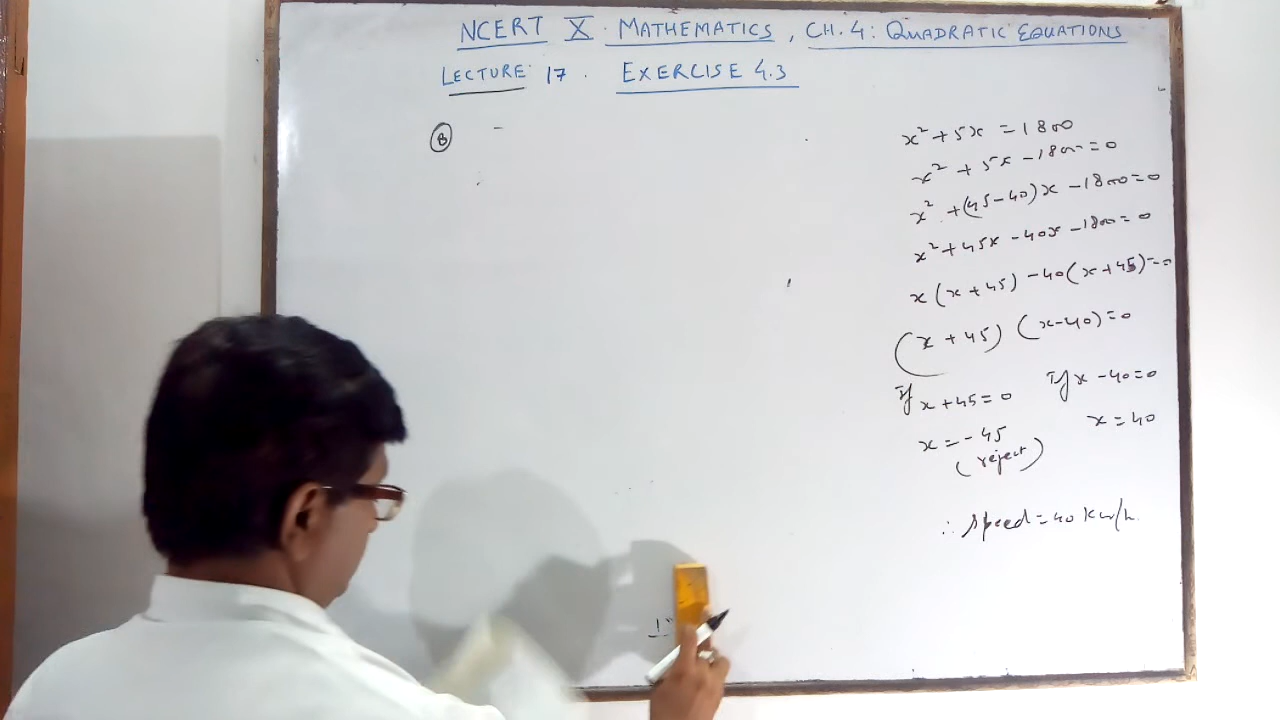 NCERT X MATHEMATICS, CH.4: QUADRATIC EQUATIONS
LECTURE: 17. EXERCISE 4.3
8
x² + 5x = 1800
x² + 5x - 1800 = 0
x² + (45-40)x - 1800 = 0
x² + 45x - 40x - 1800 = 0
x(x+45) - 40(x+45) = 0
(x+45) (x-40) = 0
If x+45=0 If x-40=0
x = -45 x = 40
(reject)
∴ Speed = 40 km/h.